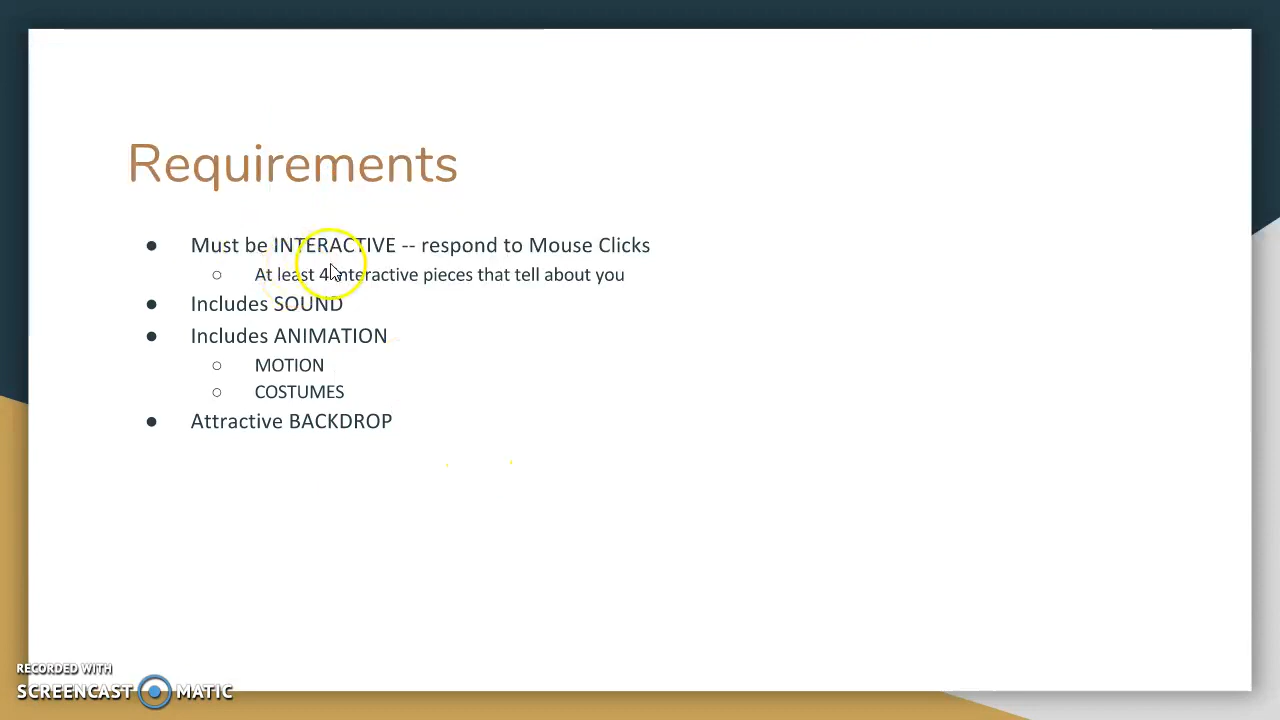 Requirements
● Must be INTERACTIVE -- respond to Mouse Clicks
○ At least 4 interactive pieces that tell about you
● Includes SOUND
● Includes ANIMATION
○ MOTION
○ COSTUMES
● Attractive BACKDROP
RECORDED WITH
SCREENCAST MATIC